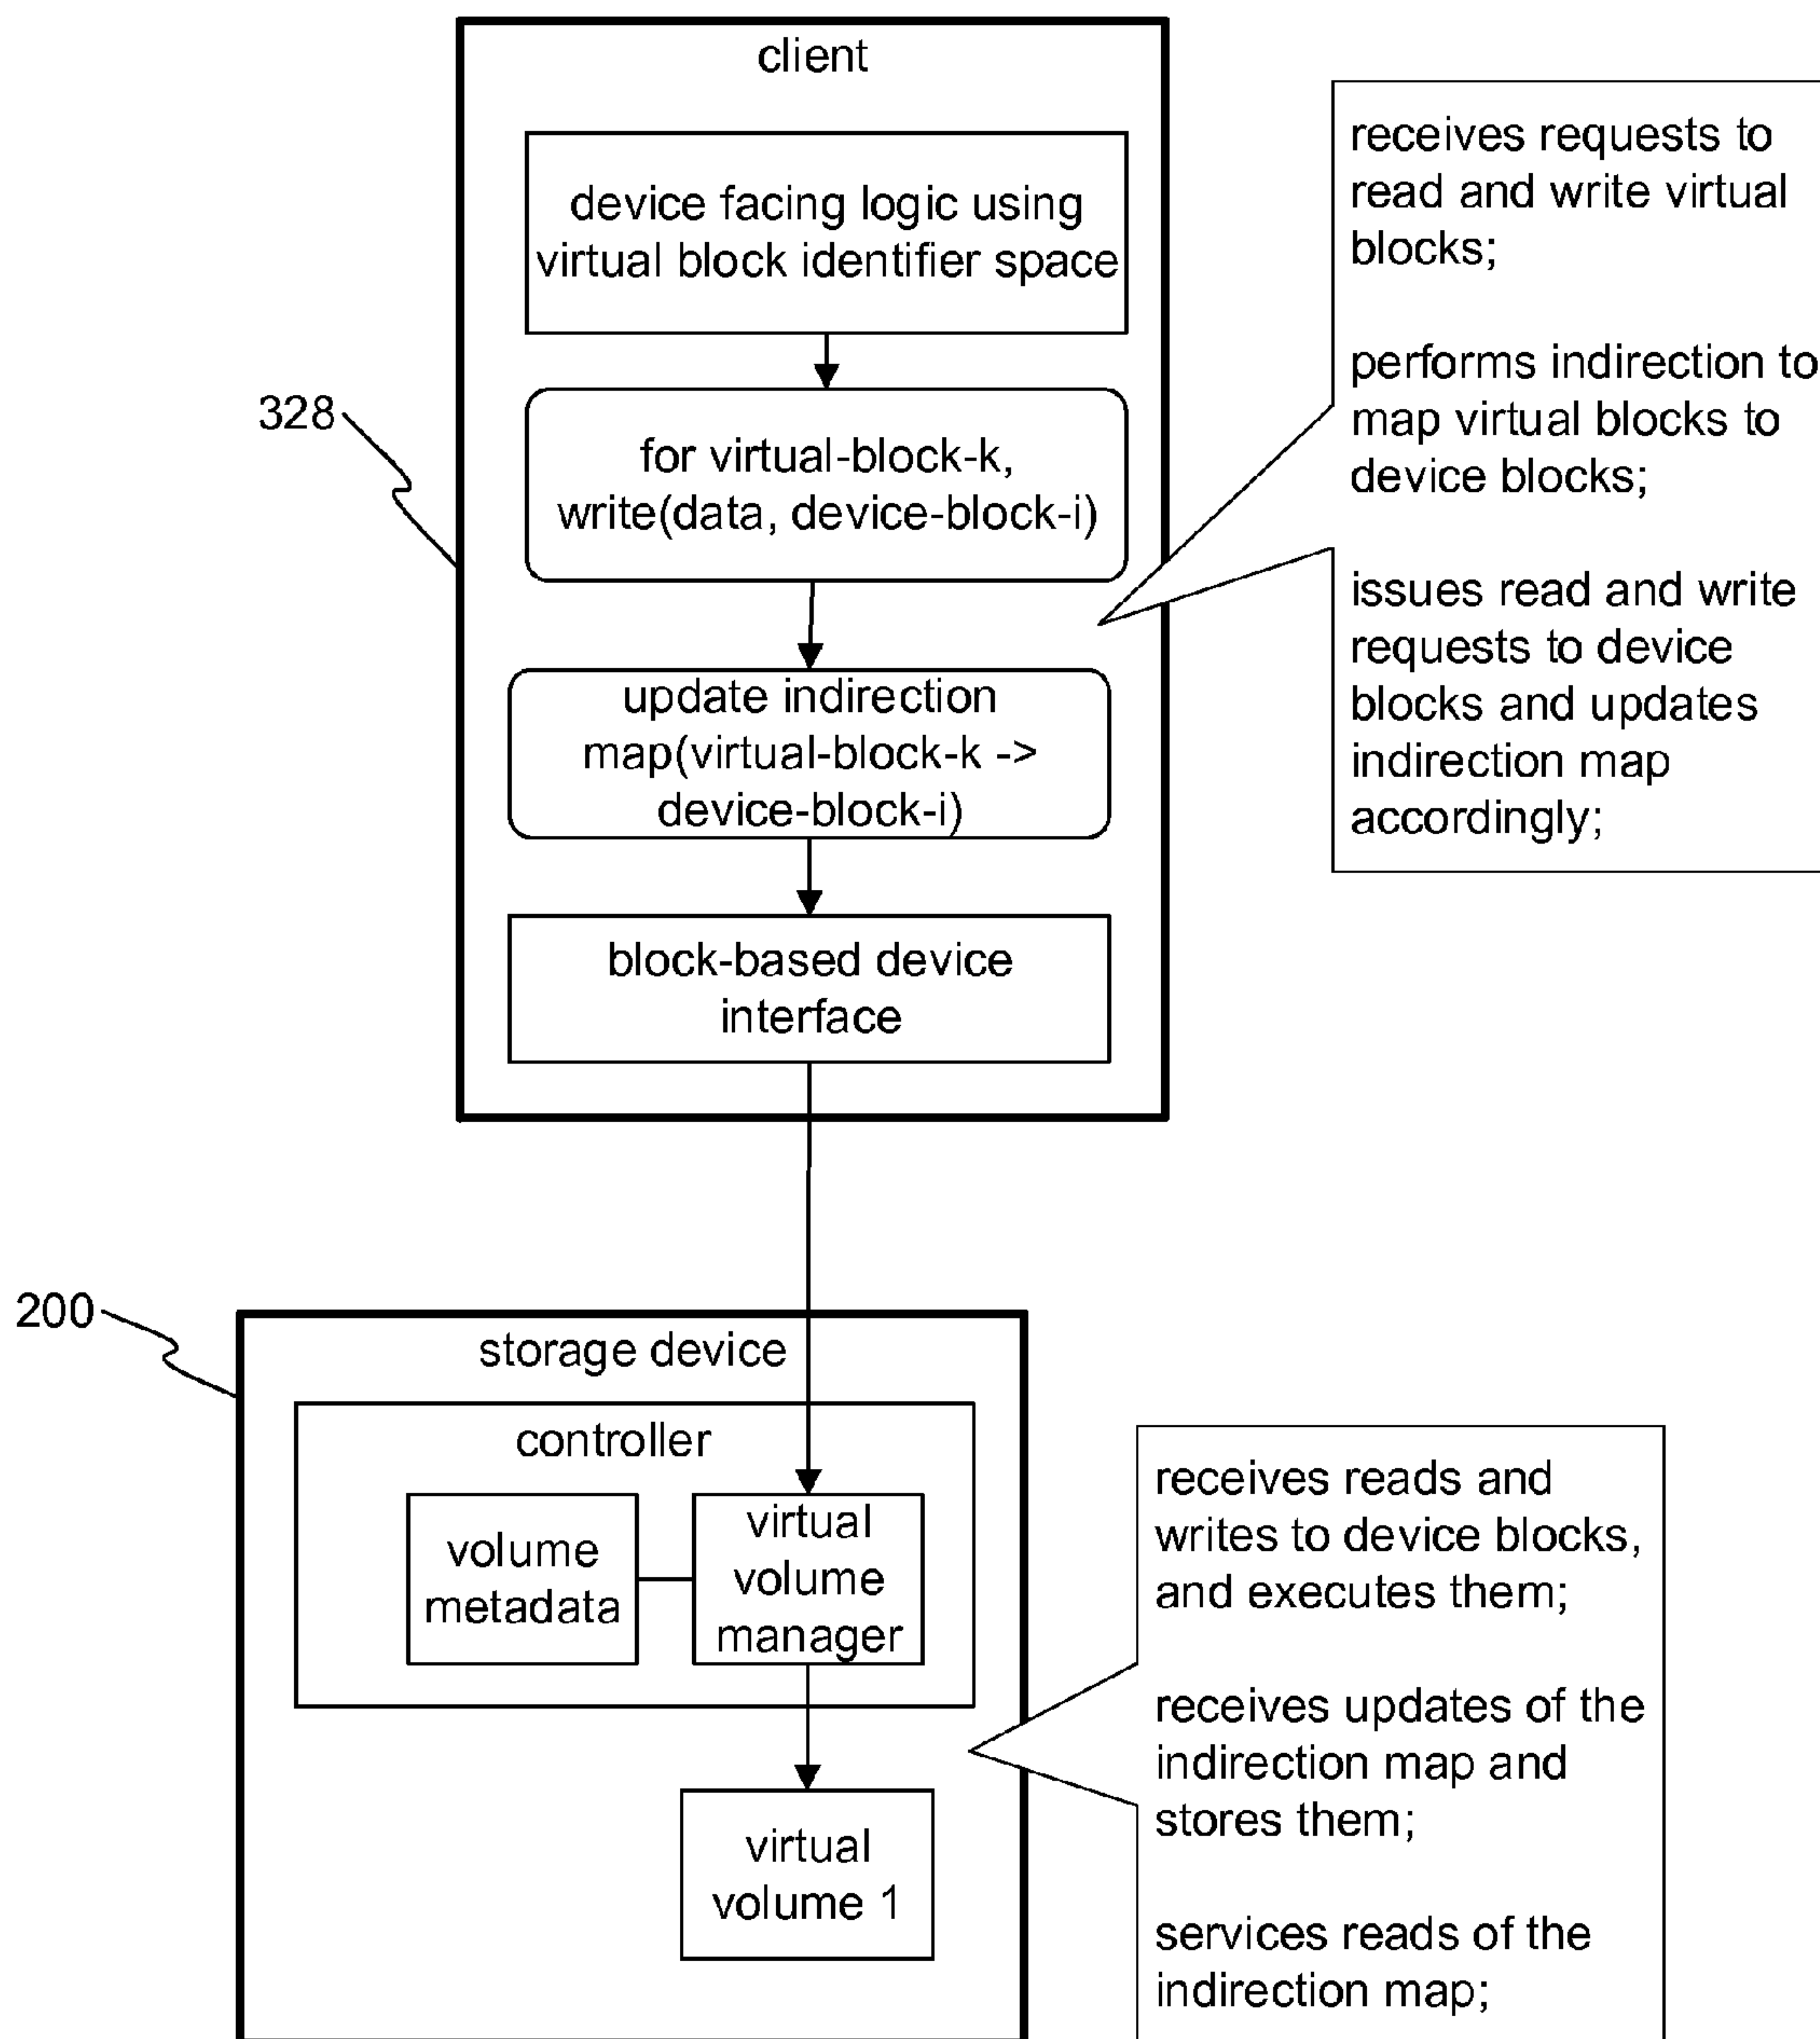 client
device facing logic using
virtual block identifier space
for virtual-block-k,
write(data, device-block-i)
update indirection
map(virtual-block-k ->
device-block-i)
block-based device
interface
328
receives requests to
read and write virtual
blocks;
performs indirection to
map virtual blocks to
device blocks;
issues read and write
requests to device
blocks and updates
indirection map
accordingly;
200
storage device
controller
volume
metadata
virtual
volume
manager
virtual
volume 1
receives reads and
writes to device blocks,
and executes them;
receives updates of the
indirection map and
stores them;
services reads of the
indirection map;